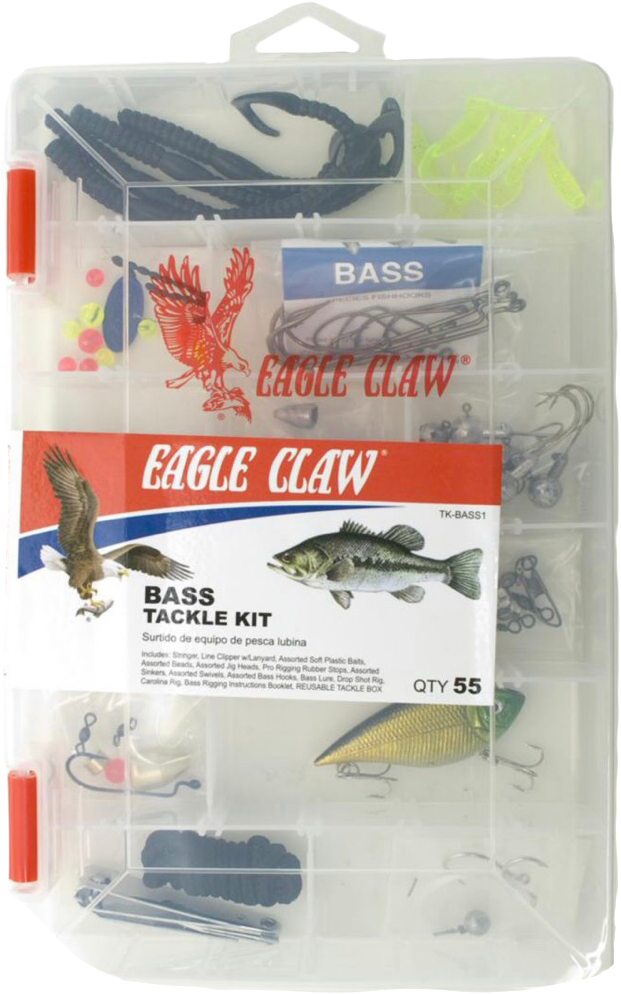 BASS
SPECIES FISHHOOKS
EAGLE CLAW®
®
EAGLE CLAW®
TK-BASS1
BASS
TACKLE KIT
Surtido de equipo de pesca lubina
Includes: Stringer, Line Clipper w/Lanyard, Assorted Soft Plastic Baits,
Assorted Beads, Assorted Jig Heads, Pro Rigging Rubber Stops, Assorted
Sinkers, Assorted Swivels, Assorted Bass Hooks, Bass Lure, Drop Shot Rig,
Carolina Rig, Bass Rigging Instructions Booklet, REUSABLE TACKLE BOX
QTY 55